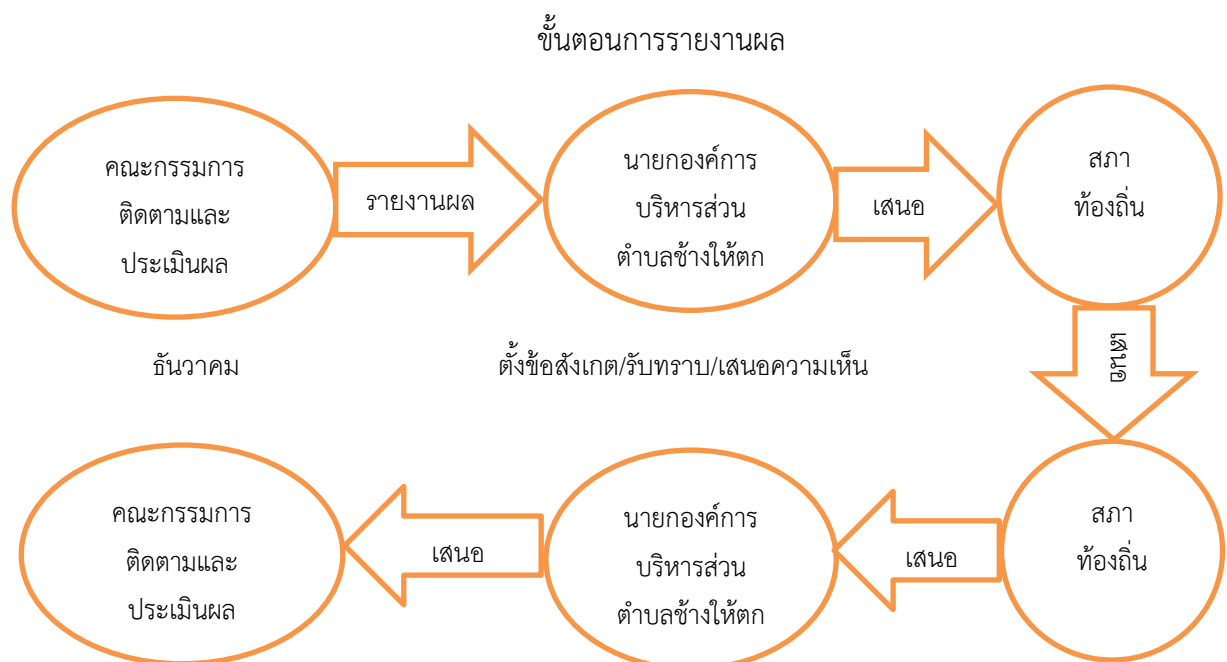 ขั้นตอนการรายงานผล
คณะกรรมการ
ติดตามและ
ประเมินผล
รายงานผล
นายกองค์การ
บริหารส่วน
ตำบลช้างให้ตก
เสนอ
สภา
ท้องถิ่น
เสนอ
ธันวาคม
ตั้งข้อสังเกต/รับทราบ/เสนอความเห็น
สภา
ท้องถิ่น
เสนอ
นายกองค์การ
บริหารส่วน
ตำบลช้างให้ตก
เสนอ
คณะกรรมการ
ติดตามและ
ประเมินผล